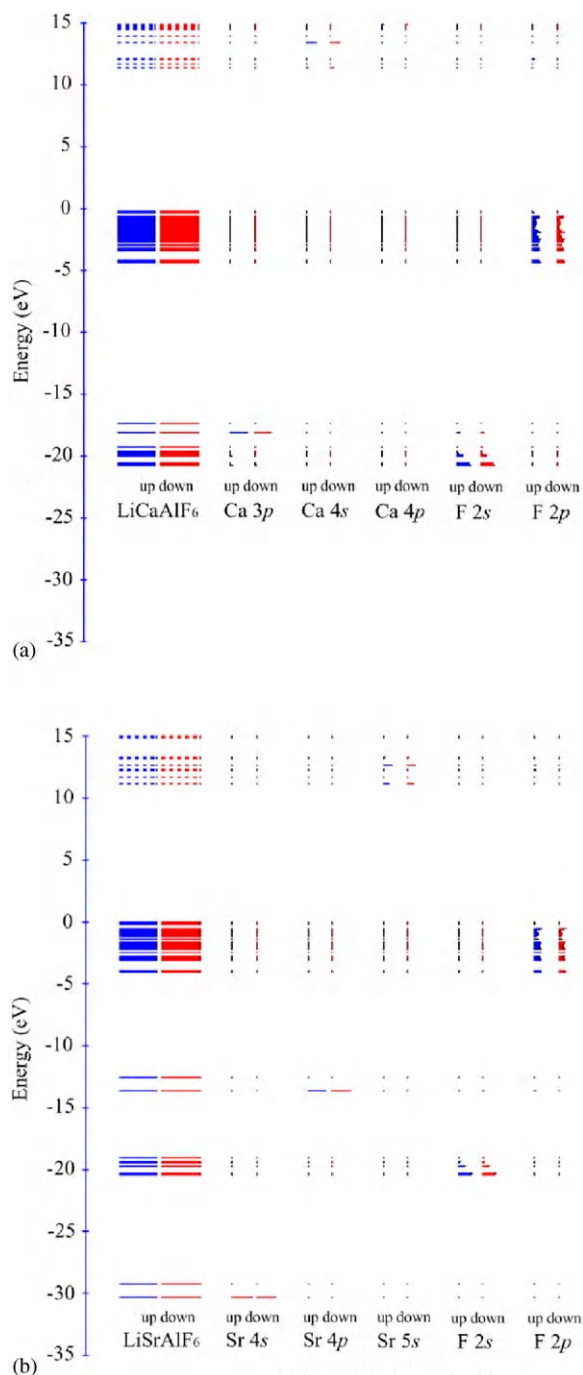 15
10
5
0
-5
-10
-15
-20
-25
-30
-35
Energy (eV)
up down up down up down up down up down up down
LiCaAlF6 Ca 3p Ca 4s Ca 4p F 2s F 2p
(a)
15
10
5
0
-5
-10
-15
-20
-25
-30
-35
Energy (eV)
up down up down up down up down up down up down
LiSrAlF6 Sr 4s Sr 4p Sr 5s F 2s F 2p
(b)